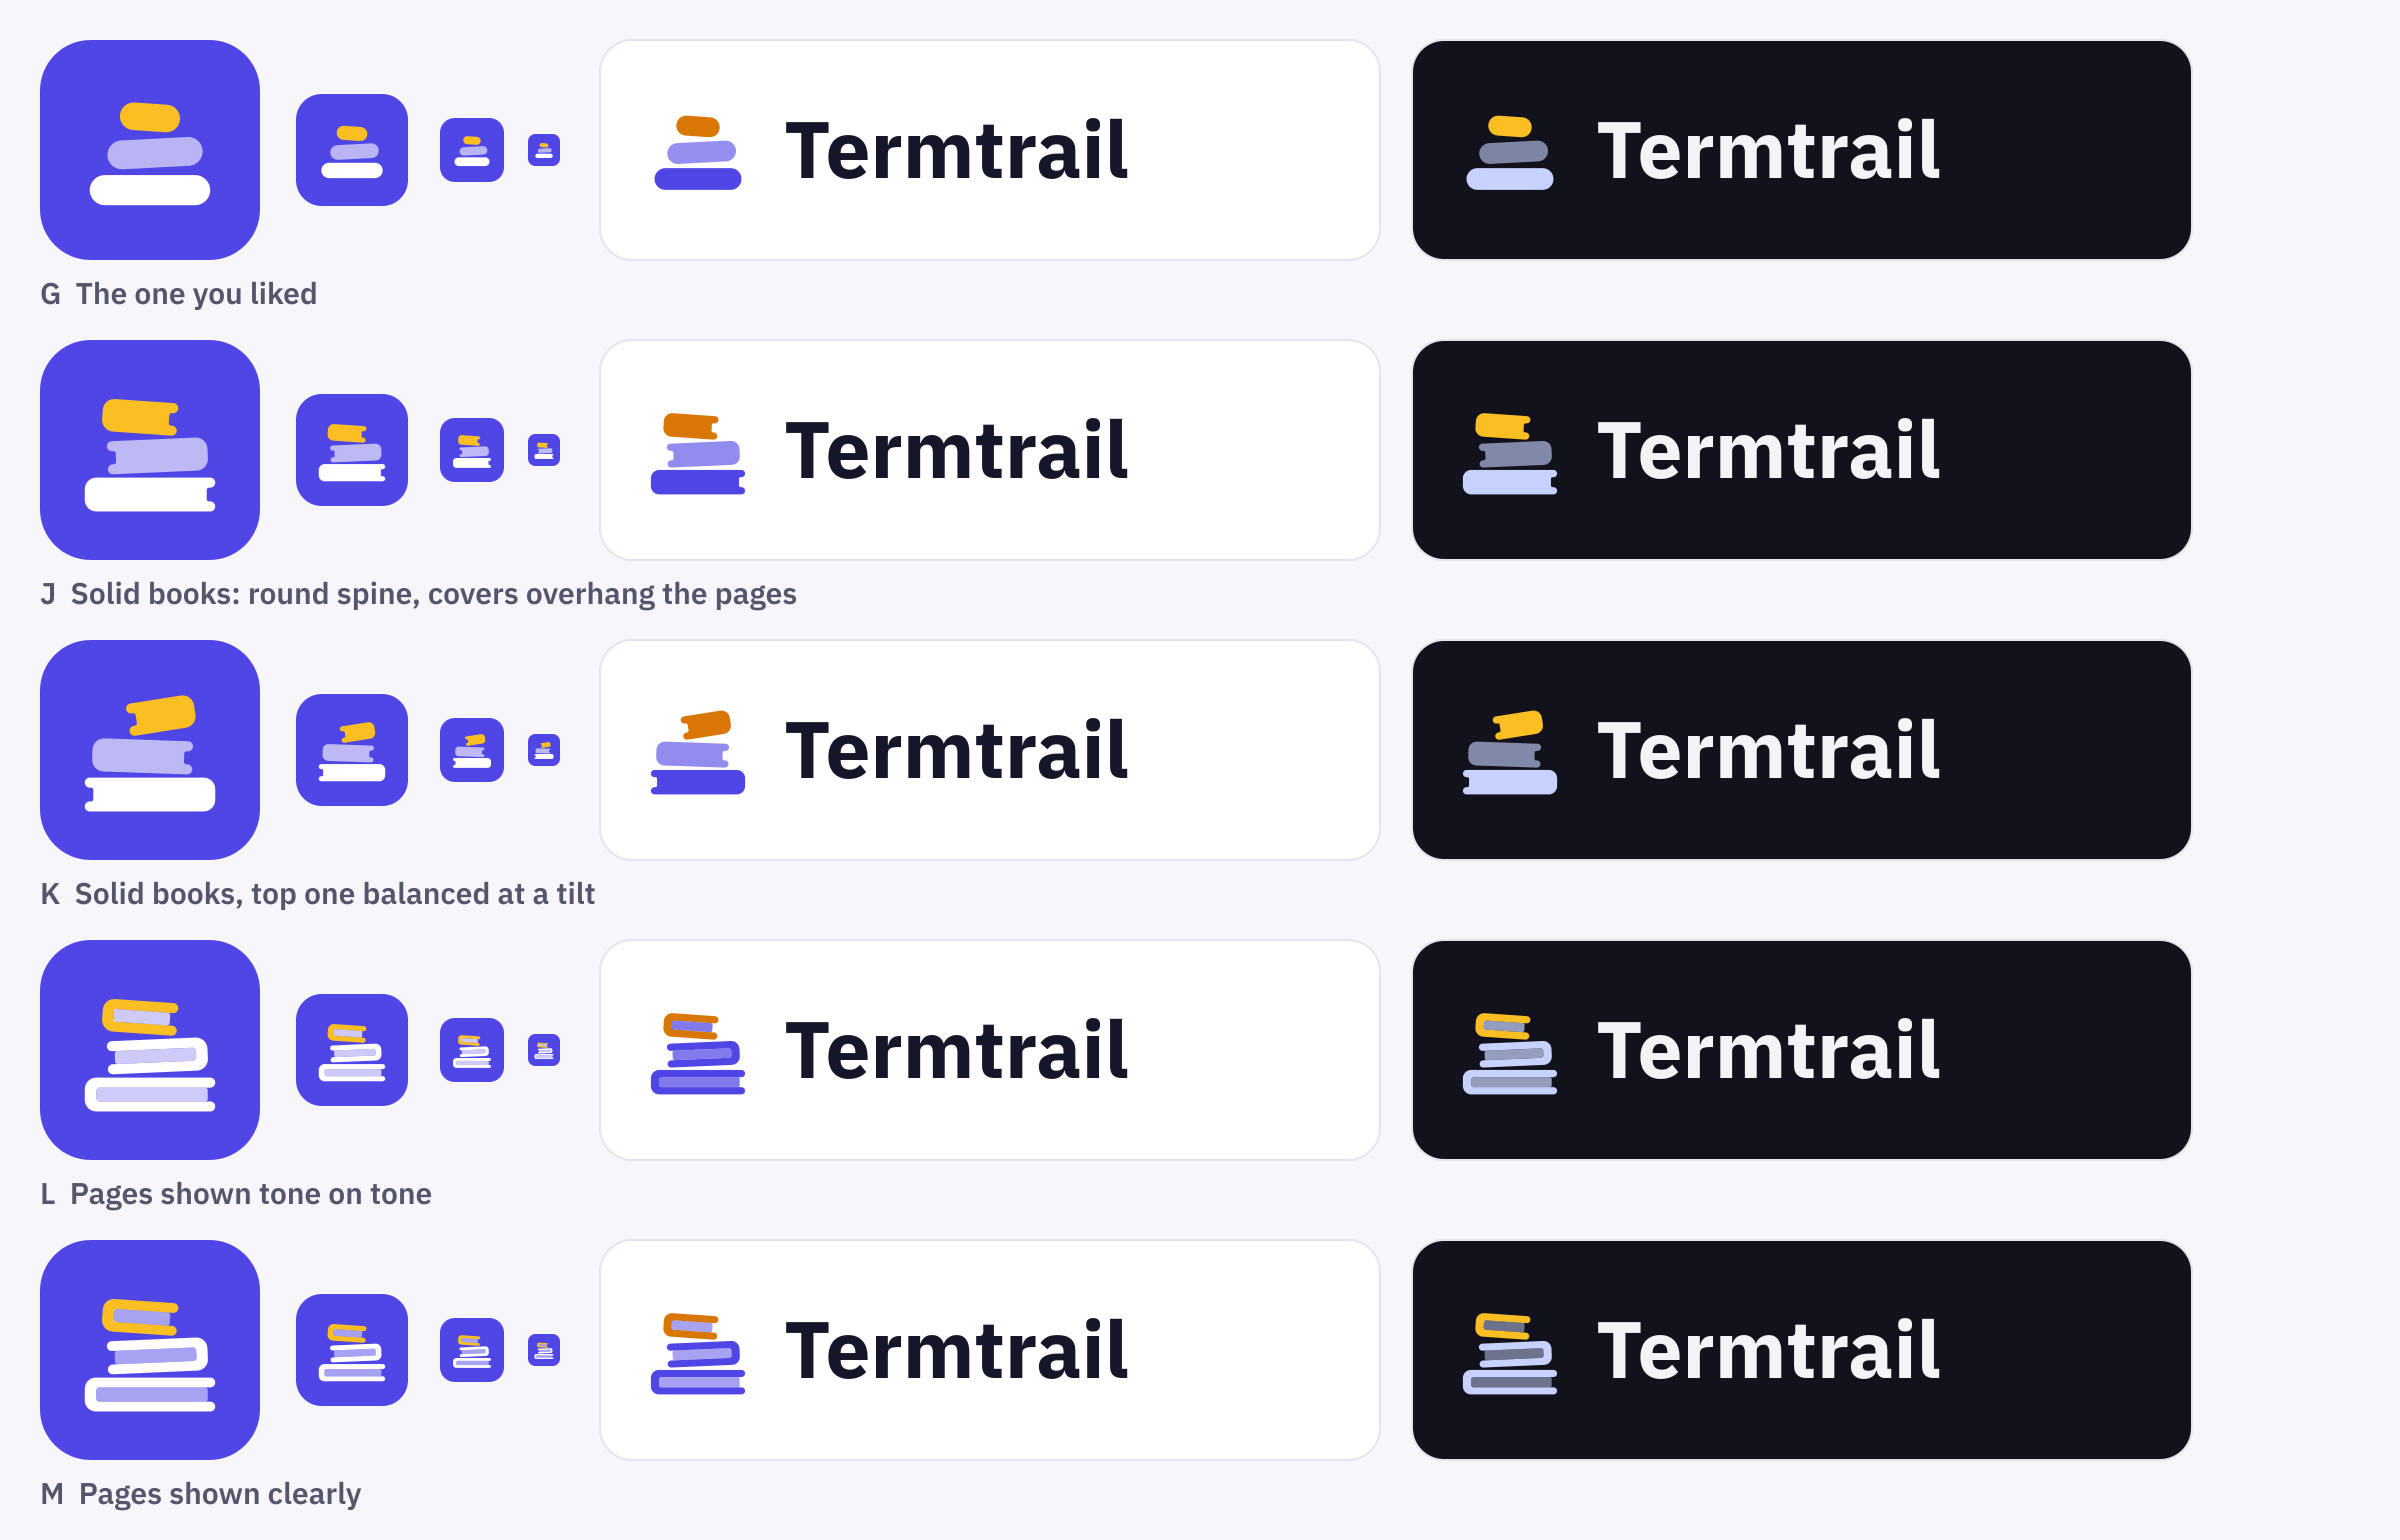 Termtrail
Termtrail
G The one you liked
Termtrail
Termtrail
J Solid books: round spine, covers overhang the pages
Termtrail
Termtrail
K Solid books, top one balanced at a tilt
Termtrail
Termtrail
L Pages shown tone on tone
Termtrail
Termtrail
M Pages shown clearly